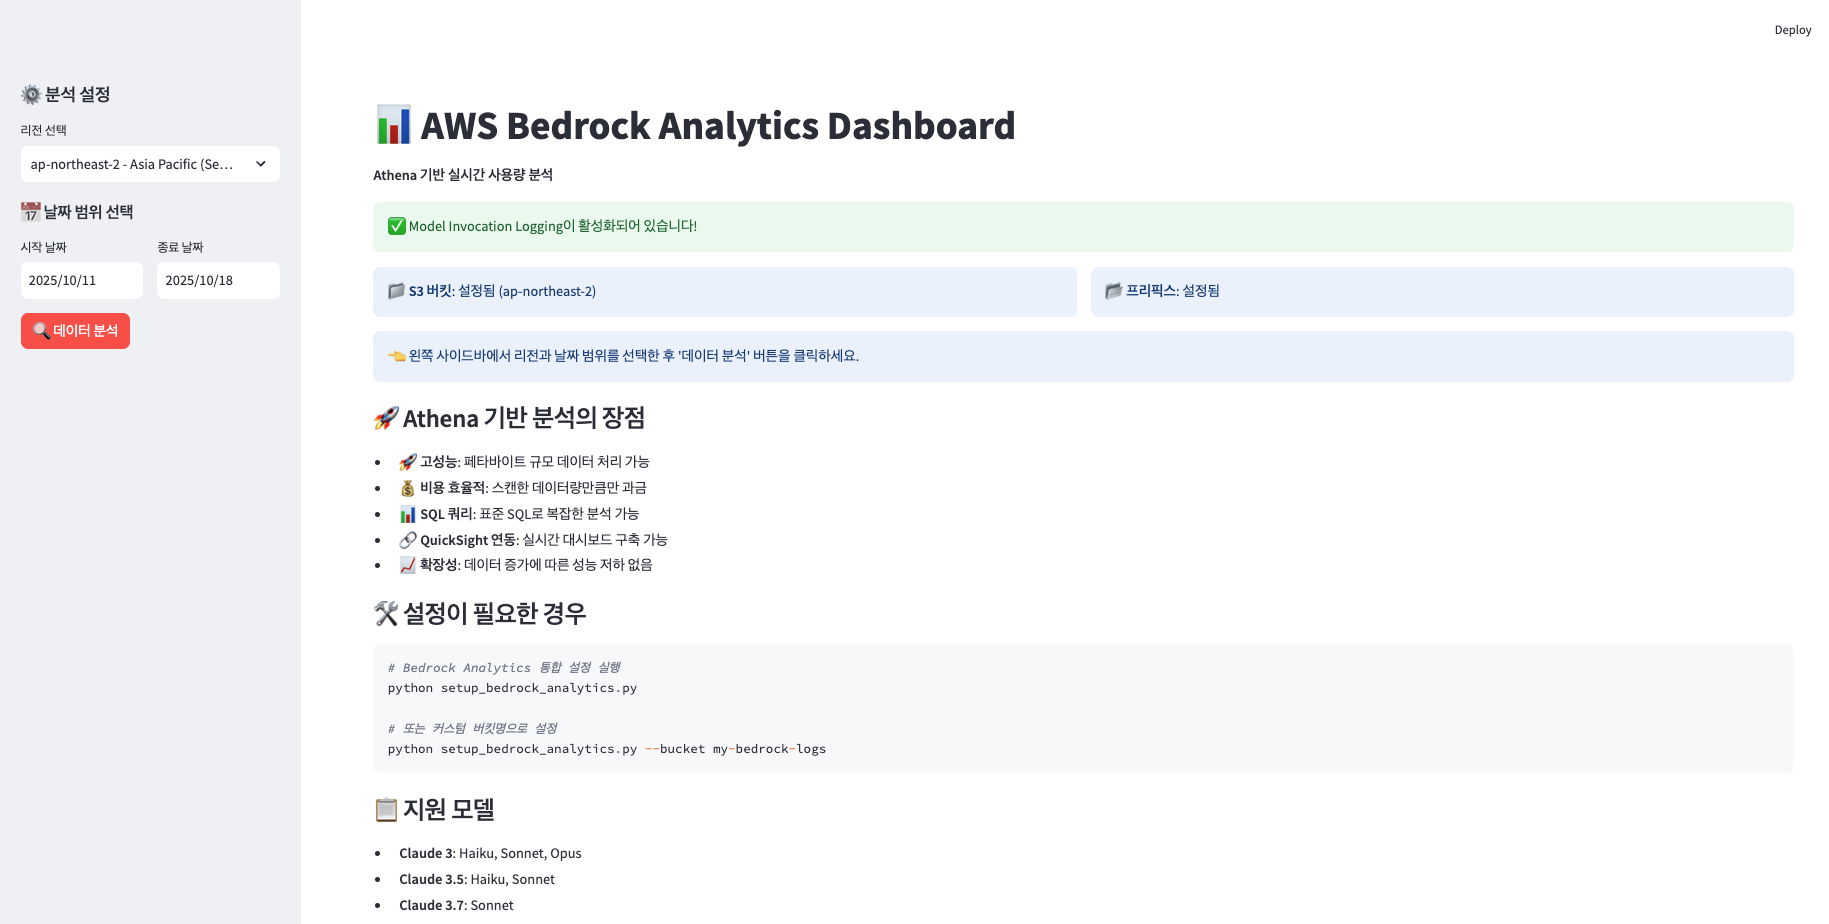 Deploy
⚙️ 분석 설정
리전 선택
ap-northeast-2 - Asia Pacific (Se...
📅 날짜 범위 선택
시작 날짜
종료 날짜
2025/10/11
2025/10/18
🔍 데이터 분석
📊 AWS Bedrock Analytics Dashboard
Athena 기반 실시간 사용량 분석
✅ Model Invocation Logging이 활성화되어 있습니다!
📁 S3 버킷: 설정됨 (ap-northeast-2)
📂 프리픽스: 설정됨
👈 왼쪽 사이드바에서 리전과 날짜 범위를 선택한 후 '데이터 분석' 버튼을 클릭하세요.
🚀 Athena 기반 분석의 장점
• 🚀 고성능: 페타바이트 규모 데이터 처리 가능
• 💰 비용 효율적: 스캔한 데이터량만큼만 과금
• 📊 SQL 쿼리: 표준 SQL로 복잡한 분석 가능
• 🔗 QuickSight 연동: 실시간 대시보드 구축 가능
• 📈 확장성: 데이터 증가에 따른 성능 저하 없음
🛠️ 설정이 필요한 경우
# Bedrock Analytics 통합 설정 실행
python setup_bedrock_analytics.py
# 또는 커스텀 버킷명으로 설정
python setup_bedrock_analytics.py --bucket my-bedrock-logs
📋 지원 모델
• Claude 3: Haiku, Sonnet, Opus
• Claude 3.5: Haiku, Sonnet
• Claude 3.7: Sonnet